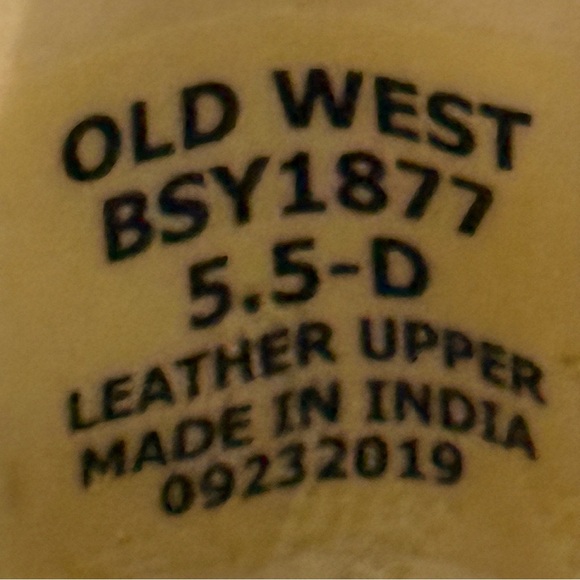 OLD WEST
BSY1877
5.5-D
LEATHER UPPER
MADE IN INDIA
09232019